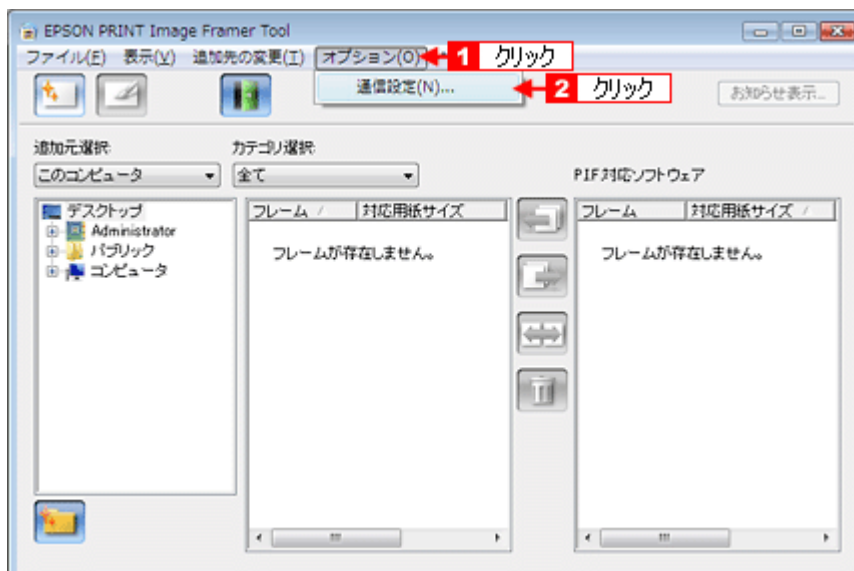 EPSON PRINT Image Framer Tool
ファイル(F) 表示(V) 追加先の変更(T) オプション(O) 1 クリック
通信設定(N)... 2 クリック
お知らせ表示...
追加元選択: カテゴリ選択:
このコンピュータ 全て PIF対応ソフトウェア
デスクトップ フレーム 対応用紙サイズ フレーム 対応用紙サイズ
Administrator
パブリック フレームが存在しません。 フレームが存在しません。
コンピュータ